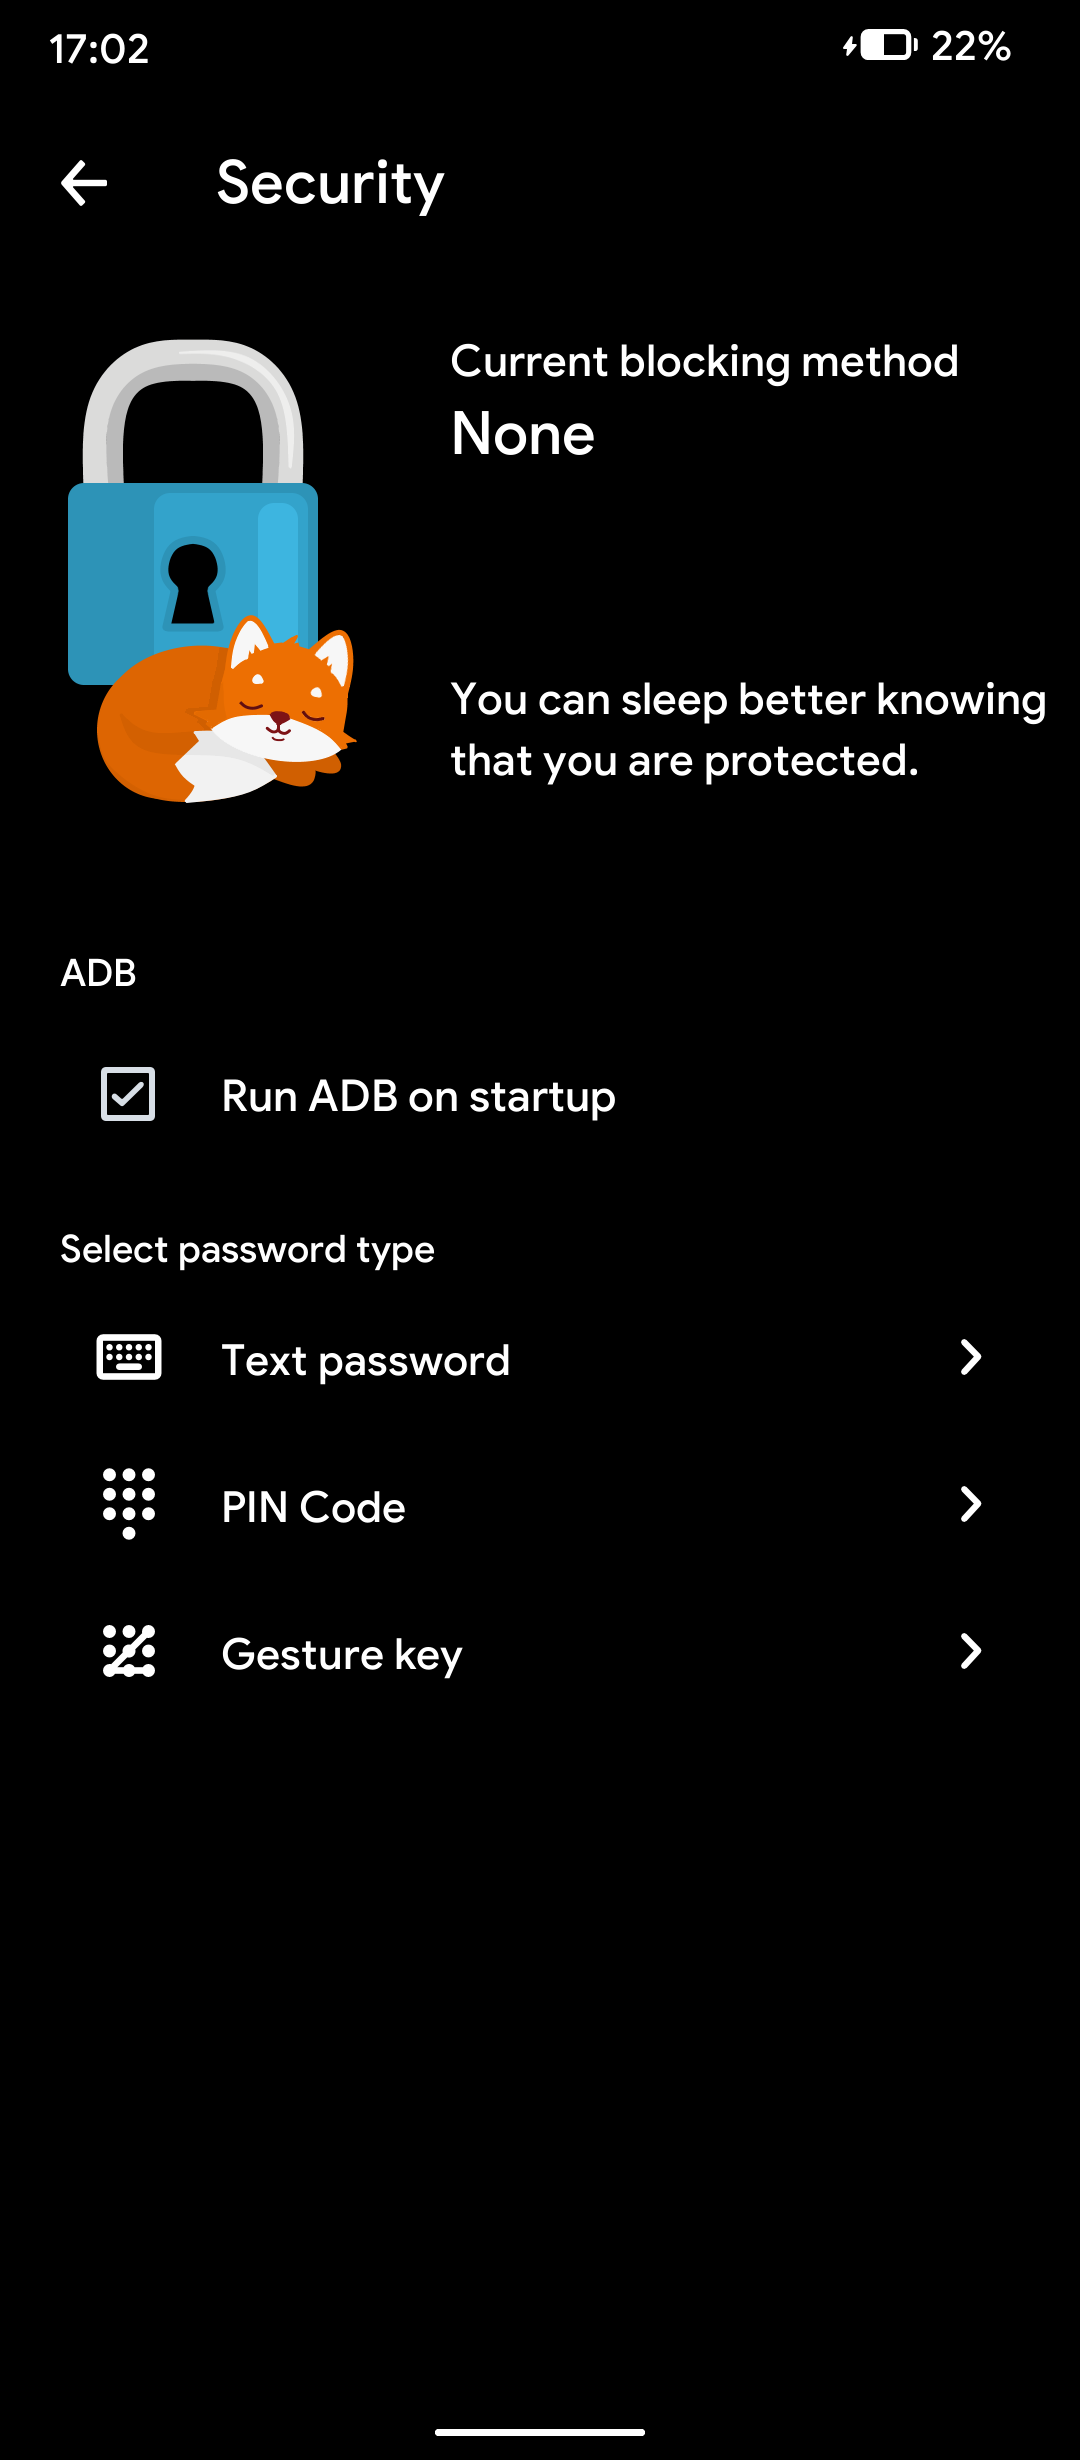 17:02
22%
Security
Current blocking method
None
You can sleep better knowing
that you are protected.
ADB
Run ADB on startup
Select password type
Text password
PIN Code
Gesture key